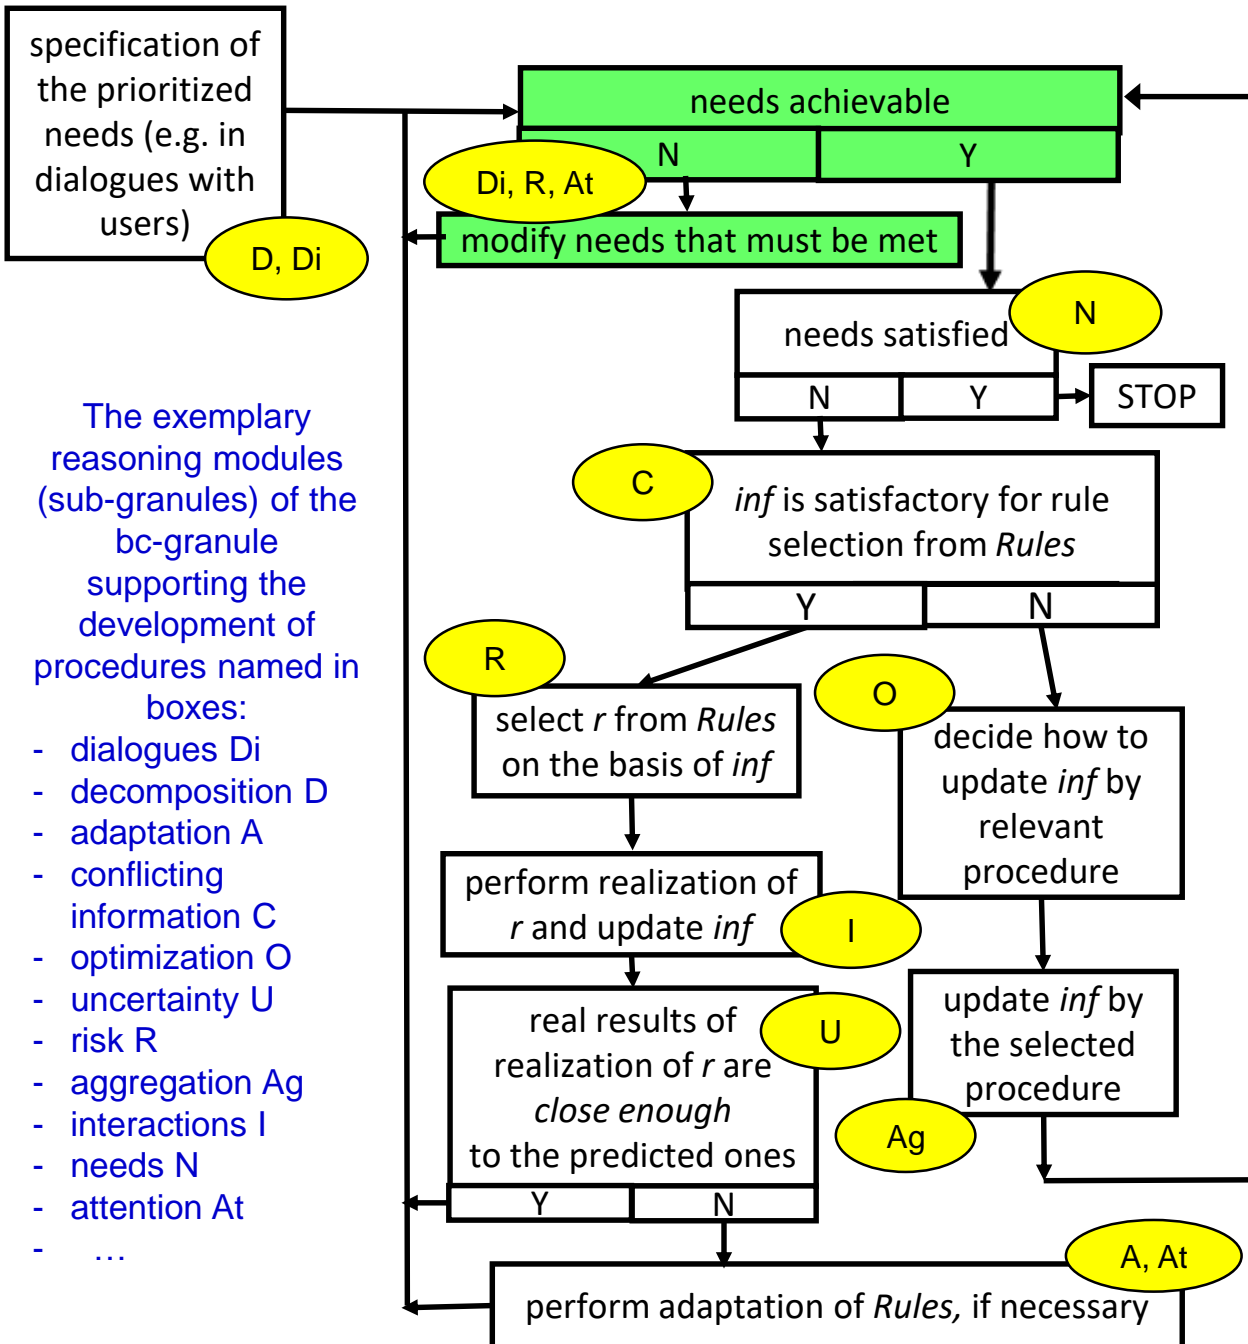 specification of
the prioritized
needs (e.g. in
dialogues with
users)
D, Di
needs achievable
N
Y
Di, R, At
modify needs that must be met
needs satisfied
N
N
Y
STOP
C
inf is satisfactory for rule
selection from Rules
Y
N
R
select r from Rules
on the basis of inf
O
decide how to
update inf by
relevant
procedure
perform realization of
r and update inf
I
real results of
realization of r are
close enough
to the predicted ones
U
Y
N
update inf by
the selected
procedure
Ag
A, At
perform adaptation of Rules, if necessary
The exemplary
reasoning modules
(sub-granules) of the
bc-granule
supporting the
development of
procedures named in
boxes:
- dialogues Di
- decomposition D
- adaptation A
- conflicting
information C
- optimization O
- uncertainty U
- risk R
- aggregation Ag
- interactions I
- needs N
- attention At
- …